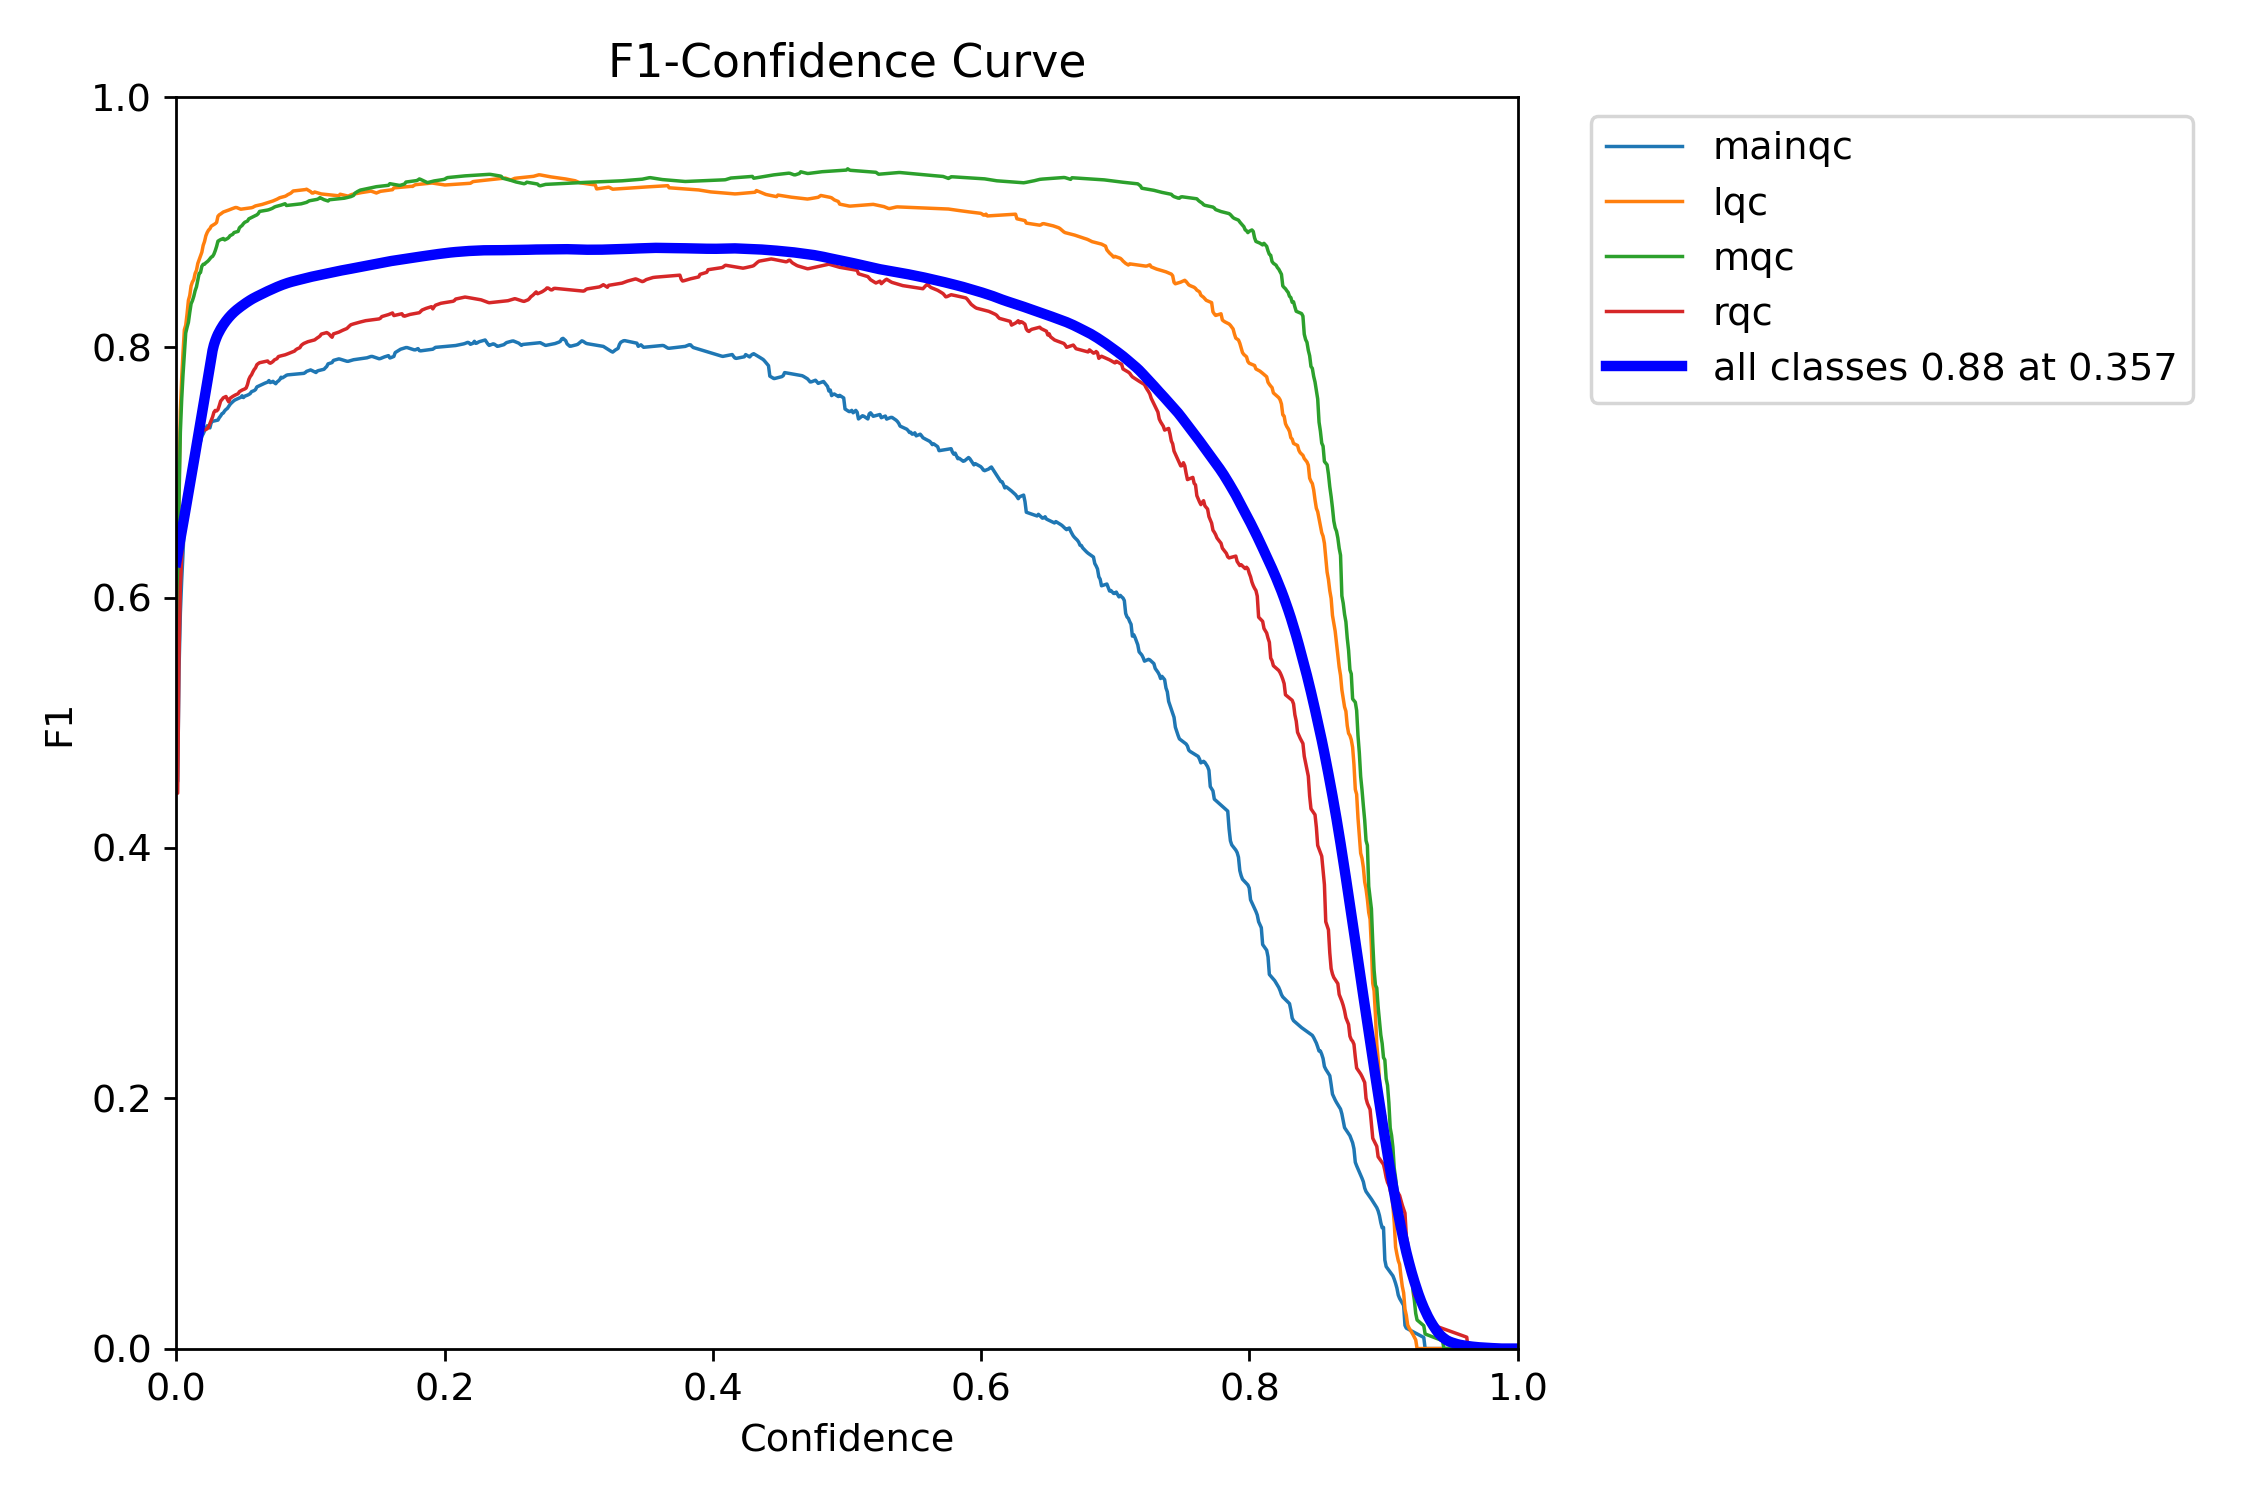 F1-Confidence Curve
1.0
0.8
0.6
0.4
0.2
0.0
F1
0.0 0.2 0.4 0.6 0.8 1.0
Confidence
mainqc
lqc
mqc
rqc
all classes 0.88 at 0.357